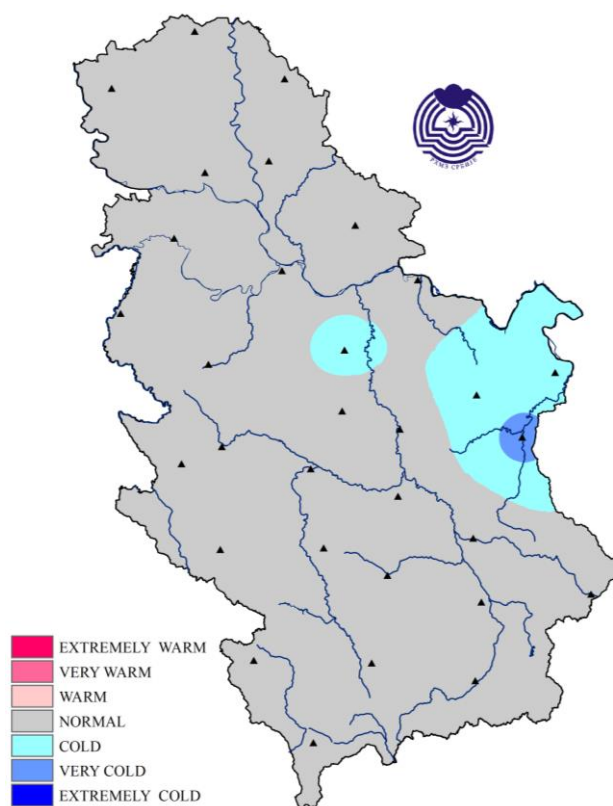 РХМЗ СРБИЈЕ
EXTREMELY WARM
VERY WARM
WARM
NORMAL
COLD
VERY COLD
EXTREMELY COLD